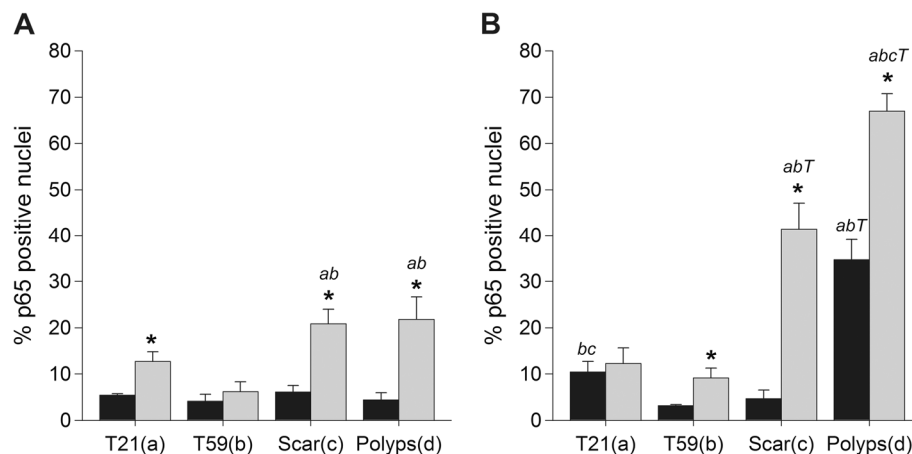 A
% p65 positive nuclei
80
70
60
50
40
30
20
10
0
*
ab
*
ab
*
T21(a)
T59(b)
Scar(c)
Polyps(d)
B
% p65 positive nuclei
80
70
60
50
40
30
20
10
0
bc
*
abT
*
abT
abcT
*
T21(a)
T59(b)
Scar(c)
Polyps(d)